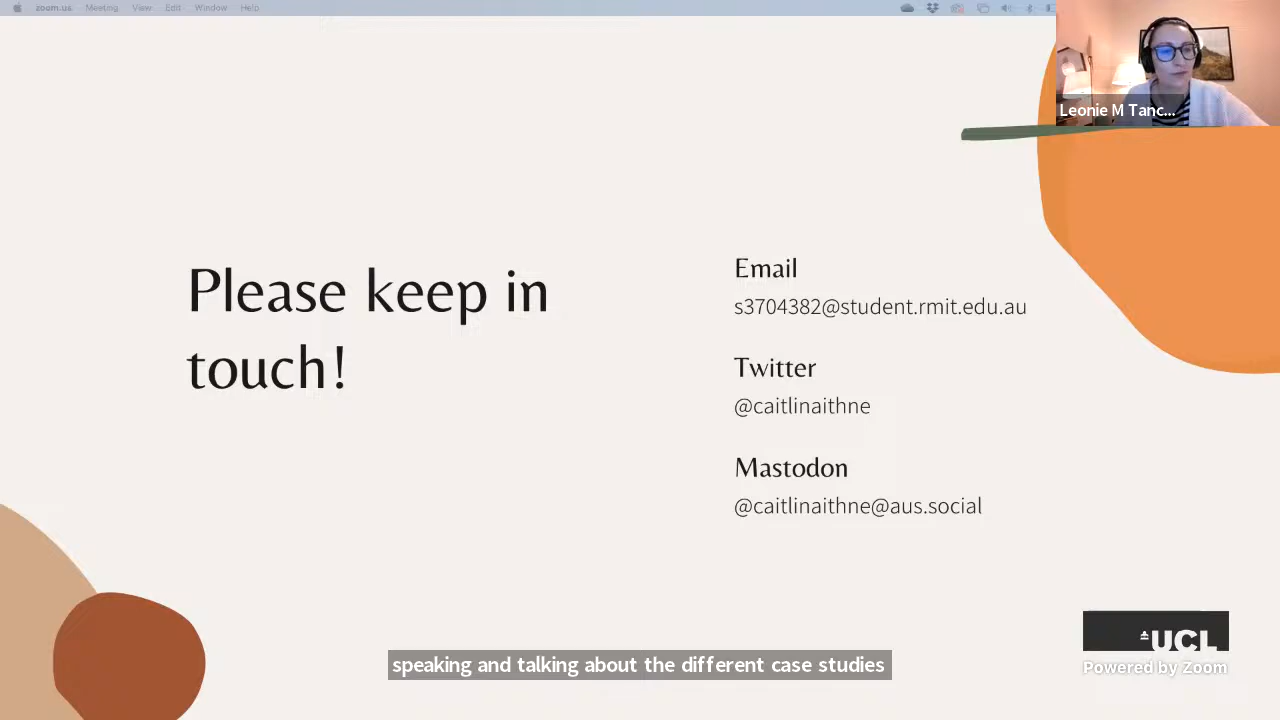 zoom.us Meeting View Edit Window Help
Leonie M Tanc...
Please keep in
touch!
Email
s3704382@student.rmit.edu.au
Twitter
@caitlinaithne
Mastodon
@caitlinaithne@aus.social
UCL
Powered by Zoom
speaking and talking about the different case studies